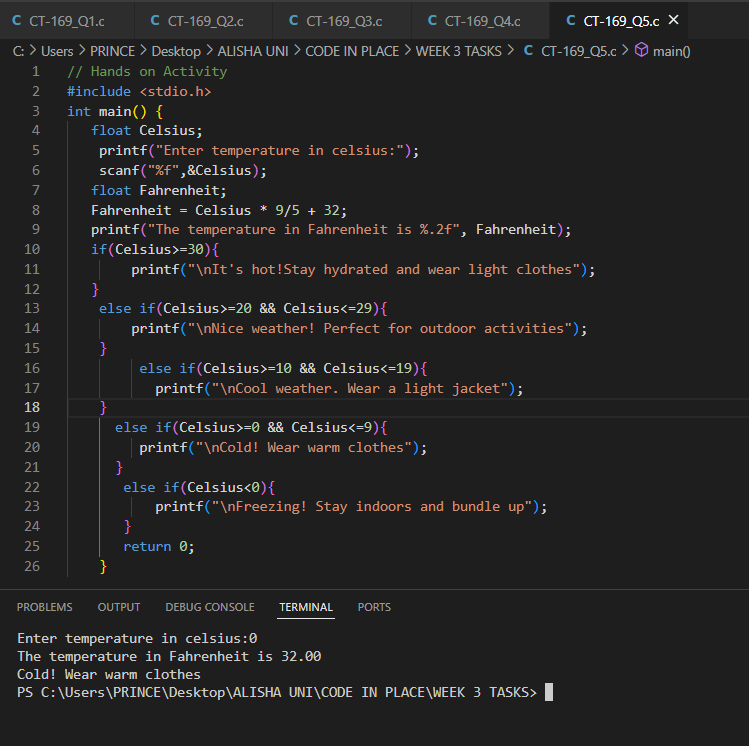 C CT-169_Q1.c C CT-169_Q2.c C CT-169_Q3.c C CT-169_Q4.c C CT-169_Q5.c ×
C: > Users > PRINCE > Desktop > ALISHA UNI > CODE IN PLACE > WEEK 3 TASKS > C CT-169_Q5.c > main()
1 // Hands on Activity
2 #include <stdio.h>
3 int main() {
4 float Celsius;
5 printf("Enter temperature in celsius:");
6 scanf("%f",&Celsius);
7 float Fahrenheit;
8 Fahrenheit = Celsius * 9/5 + 32;
9 printf("The temperature in Fahrenheit is %.2f", Fahrenheit);
10 if(Celsius>=30){
11 printf("\nIt's hot!Stay hydrated and wear light clothes");
12 }
13 else if(Celsius>=20 && Celsius<=29){
14 printf("\nNice weather! Perfect for outdoor activities");
15 }
16 else if(Celsius>=10 && Celsius<=19){
17 printf("\nCool weather. Wear a light jacket");
18 }
19 else if(Celsius>=0 && Celsius<=9){
20 printf("\nCold! Wear warm clothes");
21 }
22 else if(Celsius<0){
23 printf("\nFreezing! Stay indoors and bundle up");
24 }
25 return 0;
26 }
PROBLEMS OUTPUT DEBUG CONSOLE TERMINAL PORTS
Enter temperature in celsius:0
The temperature in Fahrenheit is 32.00
Cold! Wear warm clothes
PS C:\Users\PRINCE\Desktop\ALISHA UNI\CODE IN PLACE\WEEK 3 TASKS>